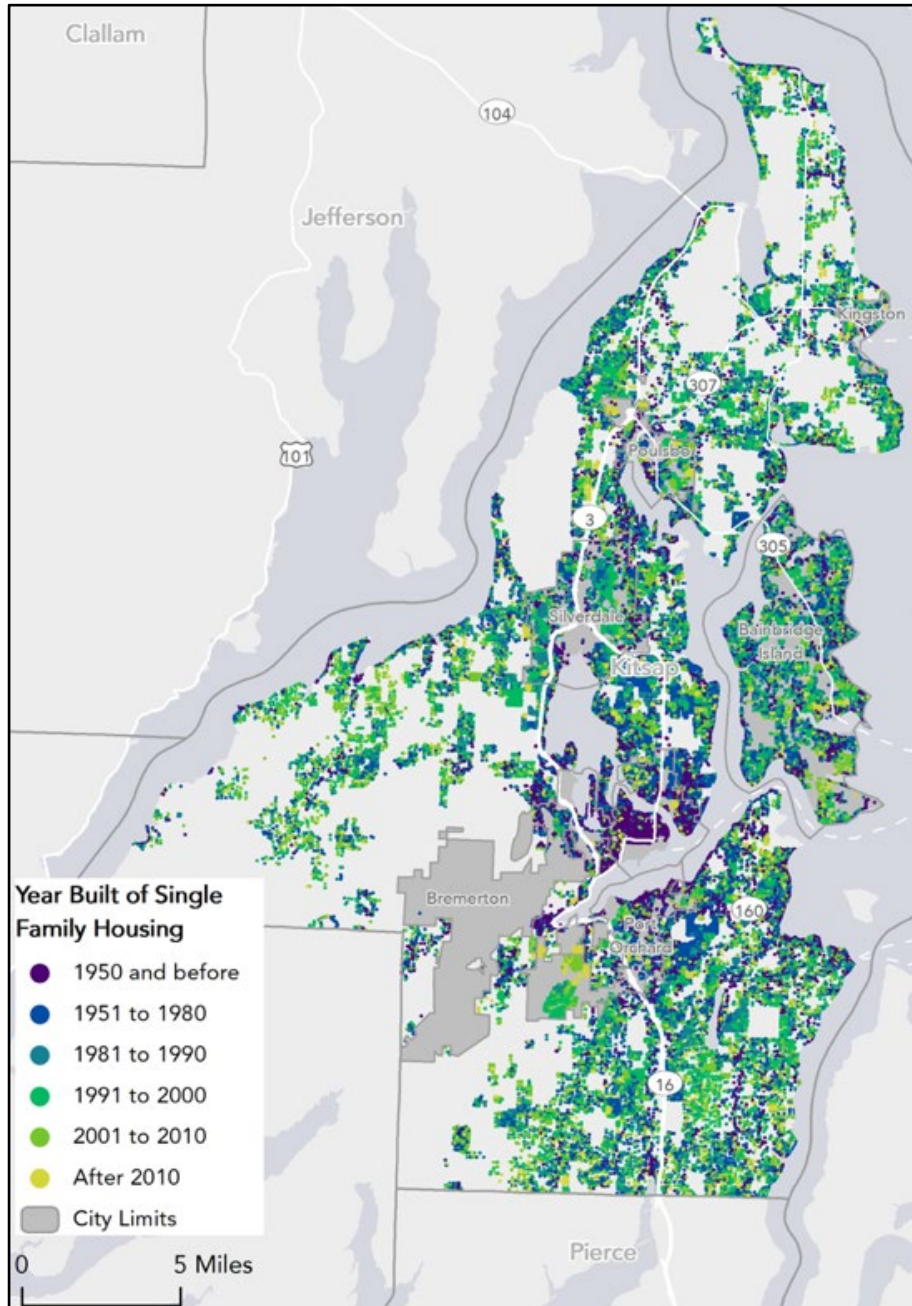 Clallam
104
Jefferson
Kingston
307
101
Poulsbo
3
305
Silverdale
Bainbridge
Island
Kitsap
Year Built of Single
Family Housing
1950 and before
1951 to 1980
1981 to 1990
1991 to 2000
2001 to 2010
After 2010
City Limits
0 5 Miles
Bremerton
160
Port
Orchard
16
Pierce